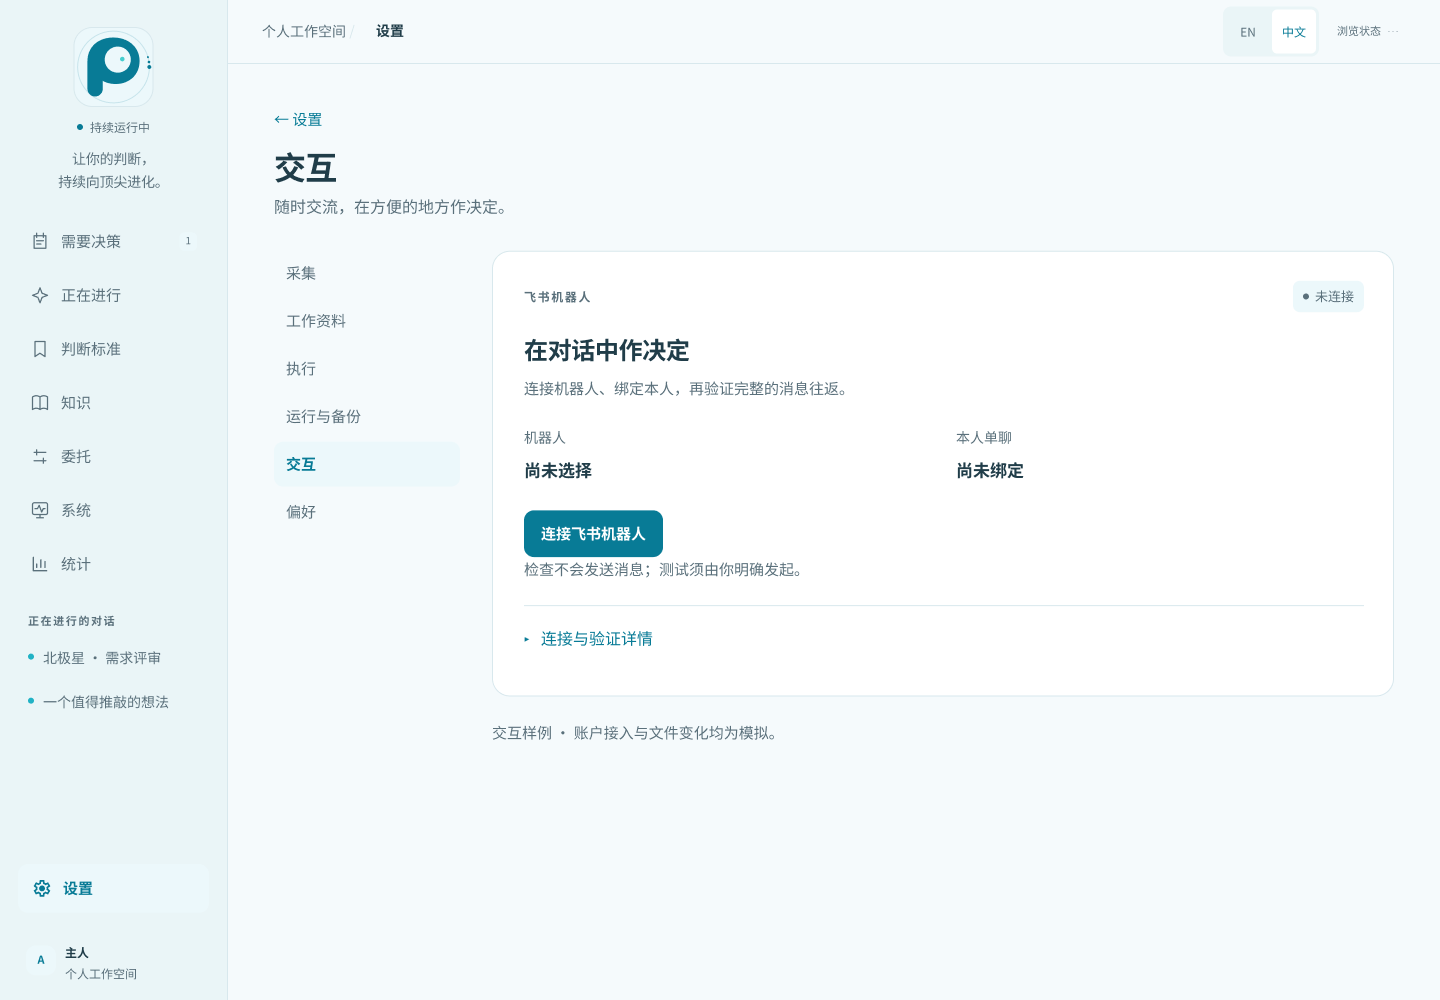 持续运行中
让你的判断，
持续向顶尖进化。
需要决策 1
正在进行
判断标准
知识
委托
系统
统计
正在进行的对话
北极星 · 需求评审
一个值得推敲的想法
设置
A
主人
个人工作空间
个人工作空间 / 设置
EN 中文 浏览状态 ···
← 设置
交互
随时交流，在方便的地方作决定。
采集
工作资料
执行
运行与备份
交互
偏好
飞书机器人
未连接
在对话中作决定
连接机器人、绑定本人，再验证完整的消息往返。
机器人 本人单聊
尚未选择 尚未绑定
连接飞书机器人
检查不会发送消息；测试须由你明确发起。
连接与验证详情
交互样例 · 账户接入与文件变化均为模拟。